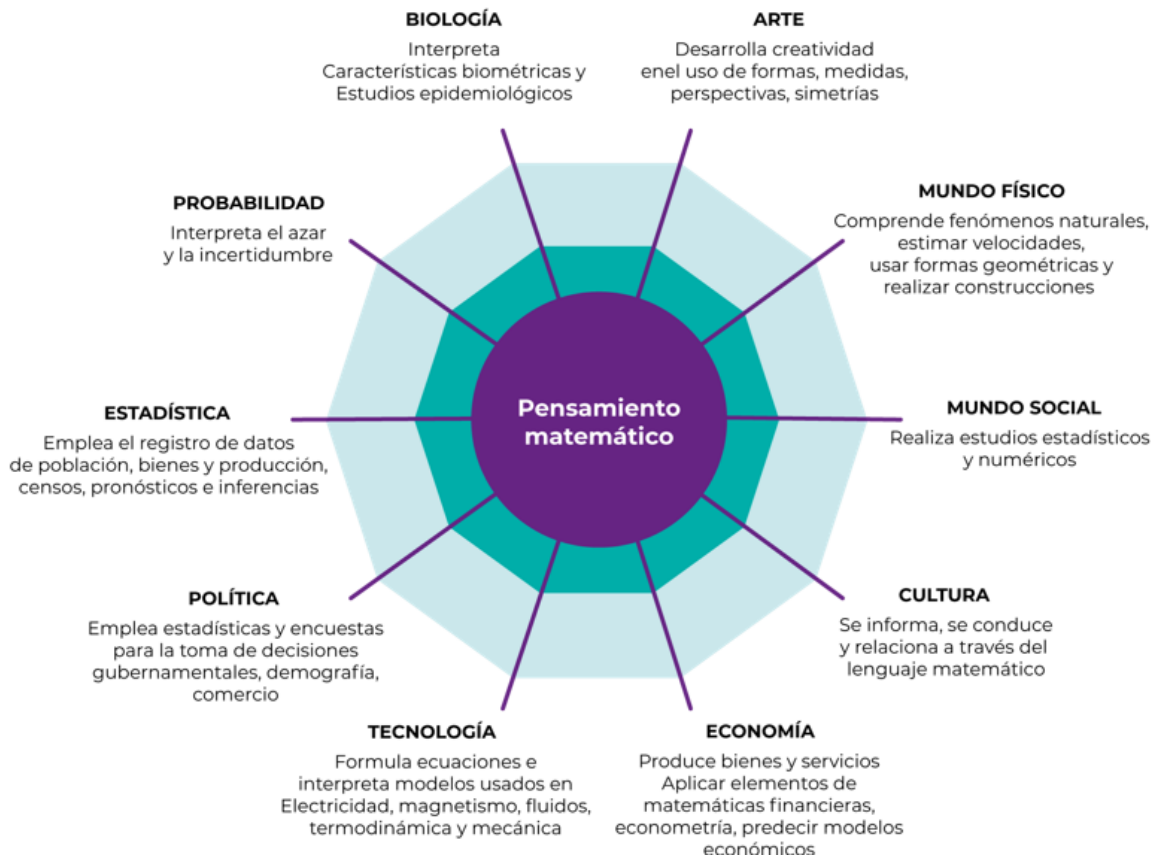 BIOLOGÍA
Interpreta
Características biométricas y
Estudios epidemiológicos
ARTE
Desarrolla creatividad
enel uso de formas, medidas,
perspectivas, simetrías
MUNDO FÍSICO
Comprende fenómenos naturales,
estimar velocidades,
usar formas geométricas y
realizar construcciones
MUNDO SOCIAL
Realiza estudios estadísticos
y numéricos
CULTURA
Se informa, se conduce
y relaciona a través del
lenguaje matemático
ECONOMÍA
Produce bienes y servicios
Aplicar elementos de
matemáticas financieras,
econometría, predecir modelos
económicos
TECNOLOGÍA
Formula ecuaciones e
interpreta modelos usados en
Electricidad, magnetismo, fluidos,
termodinámica y mecánica
POLÍTICA
Emplea estadísticas y encuestas
para la toma de decisiones
gubernamentales, demografía,
comercio
ESTADÍSTICA
Emplea el registro de datos
de población, bienes y producción,
censos, pronósticos e inferencias
PROBABILIDAD
Interpreta el azar
y la incertidumbre
Pensamiento
matemático